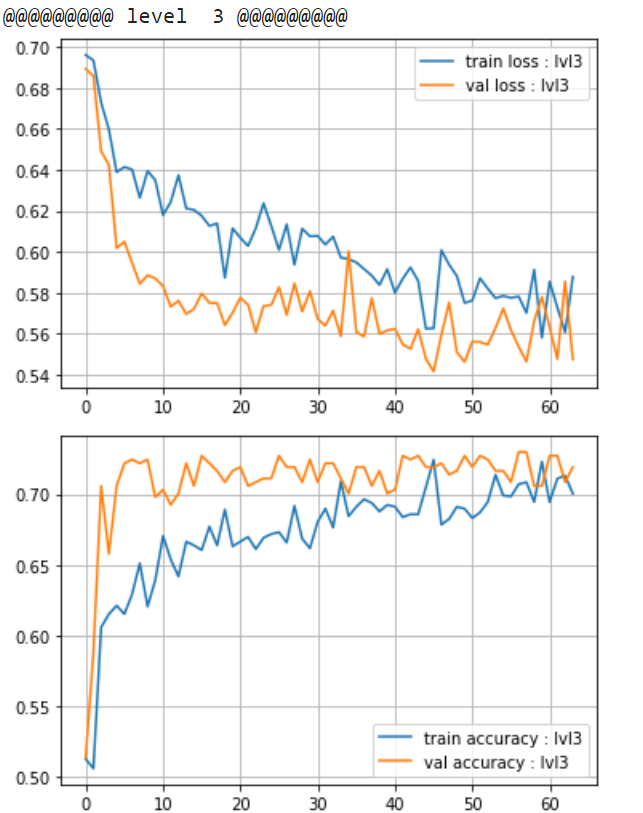 @@@@@@@@@ level  3 @@@@@@@@@
0.70
0.68
0.66
0.64
0.62
0.60
0.58
0.56
0.54
train loss : lvl3
val loss : lvl3
0 10 20 30 40 50 60
0.70
0.65
0.60
0.55
0.50
train accuracy : lvl3
val accuracy : lvl3
0 10 20 30 40 50 60